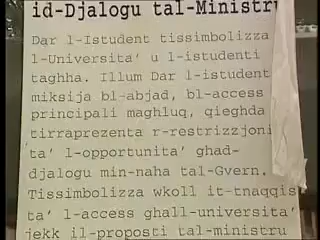 id-Djalogu tal-Ministru
Dar l-Istudent tissimbolizza
l-Universita' u l-istudenti
tagħha. Illum Dar l-istudent
miksija bl-abjad, bl-access
principali maghluq, qieghda
tirraprezenta r-restrizzjoni
ta' l-opportunita' ghad-
djalogu min-naha tal-Gvern.
Tissimbolizza wkoll it-tnaqqis
ta' l-access ghall-universita'
jekk il-proposti tal-ministru